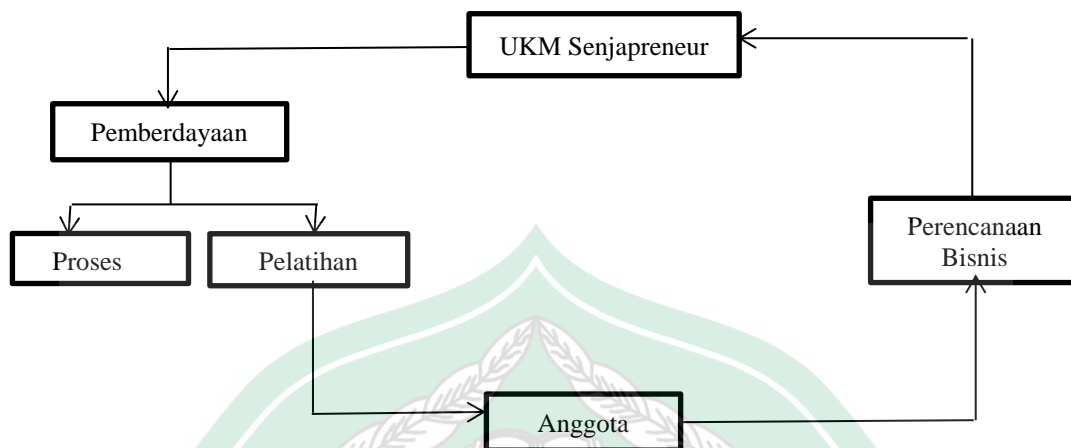 UKM Senjapreneur
Pemberdayaan
Proses
Pelatihan
Perencanaan
Bisnis
Anggota